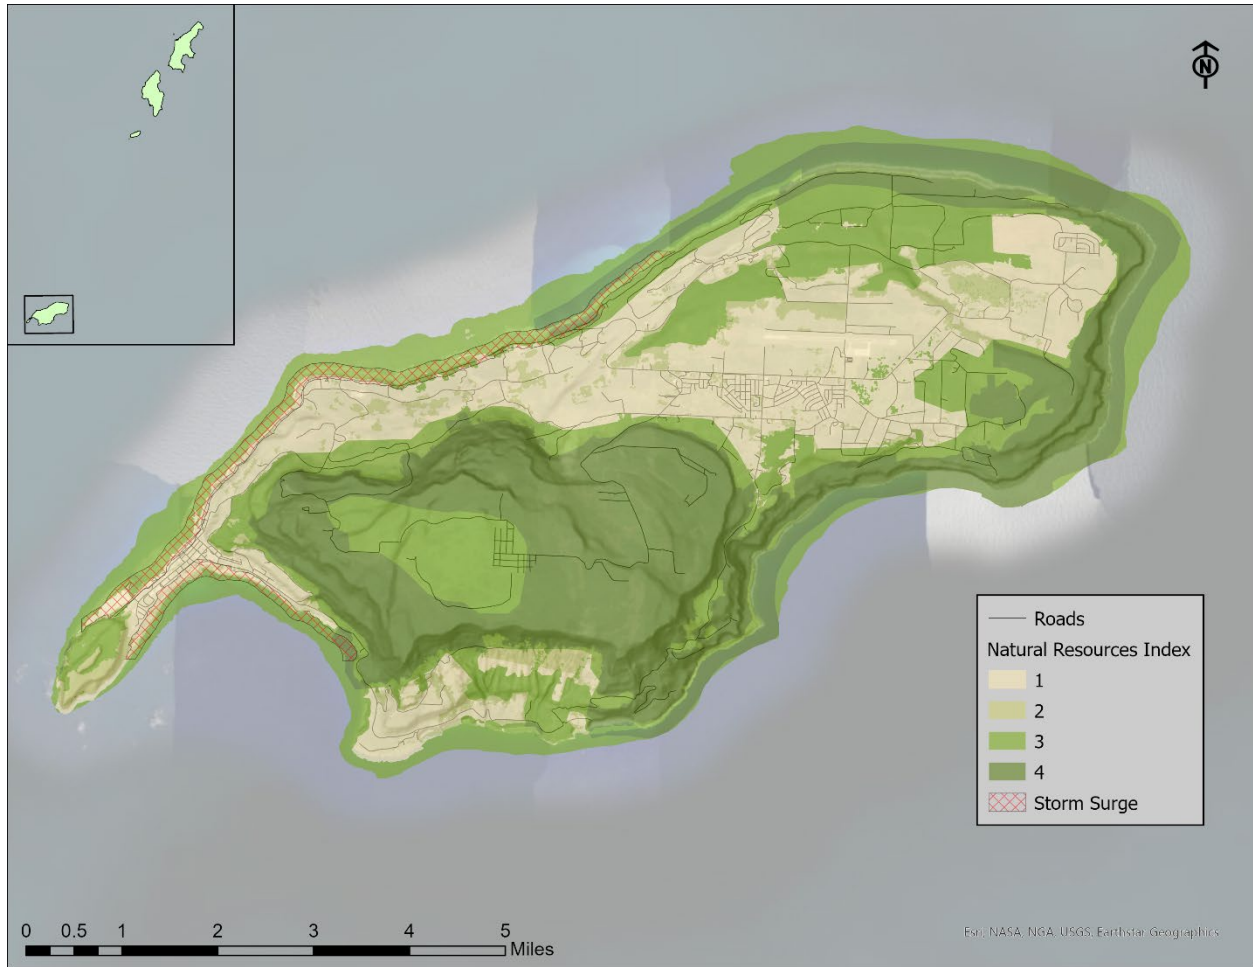 N
Roads
Natural Resources Index
1
2
3
4
Storm Surge
0 0.5 1 2 3 4 5
Miles
Esri, NASA, NGA, USGS, Earthstar Geographics